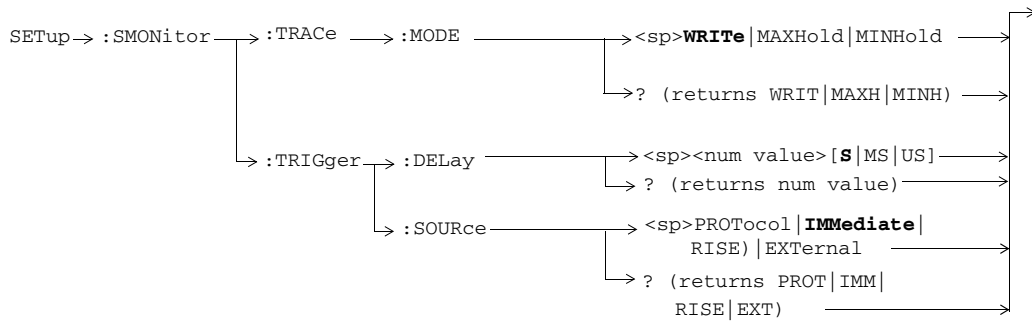 SETup :SMONitor :TRACe :MODE <sp>WRITe|MAXHold|MINHold
? (returns WRIT|MAXH|MINH)
:TRIGger :DELay <sp><num value>[S|MS|US]
? (returns num value)
:SOURce <sp>PROTocol|IMMediate|
RISE)|EXTernal
? (returns PROT|IMM|
RISE|EXT)